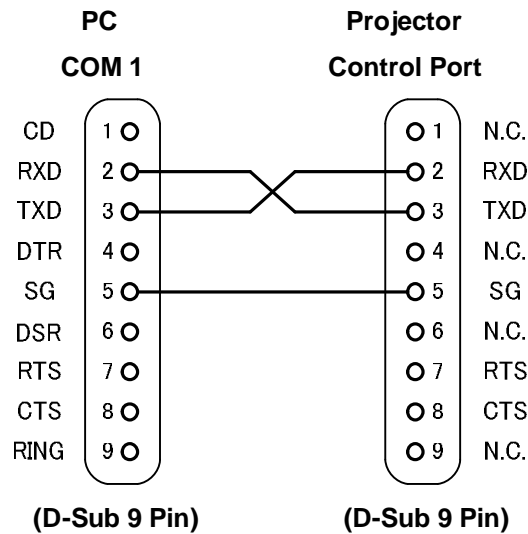 PC Projector
COM 1 Control Port
CD 1 1 N.C.
RXD 2 2 RXD
TXD 3 3 TXD
DTR 4 4 N.C.
SG 5 5 SG
DSR 6 6 N.C.
RTS 7 7 RTS
CTS 8 8 CTS
RING 9 9 N.C.
(D-Sub 9 Pin) (D-Sub 9 Pin)